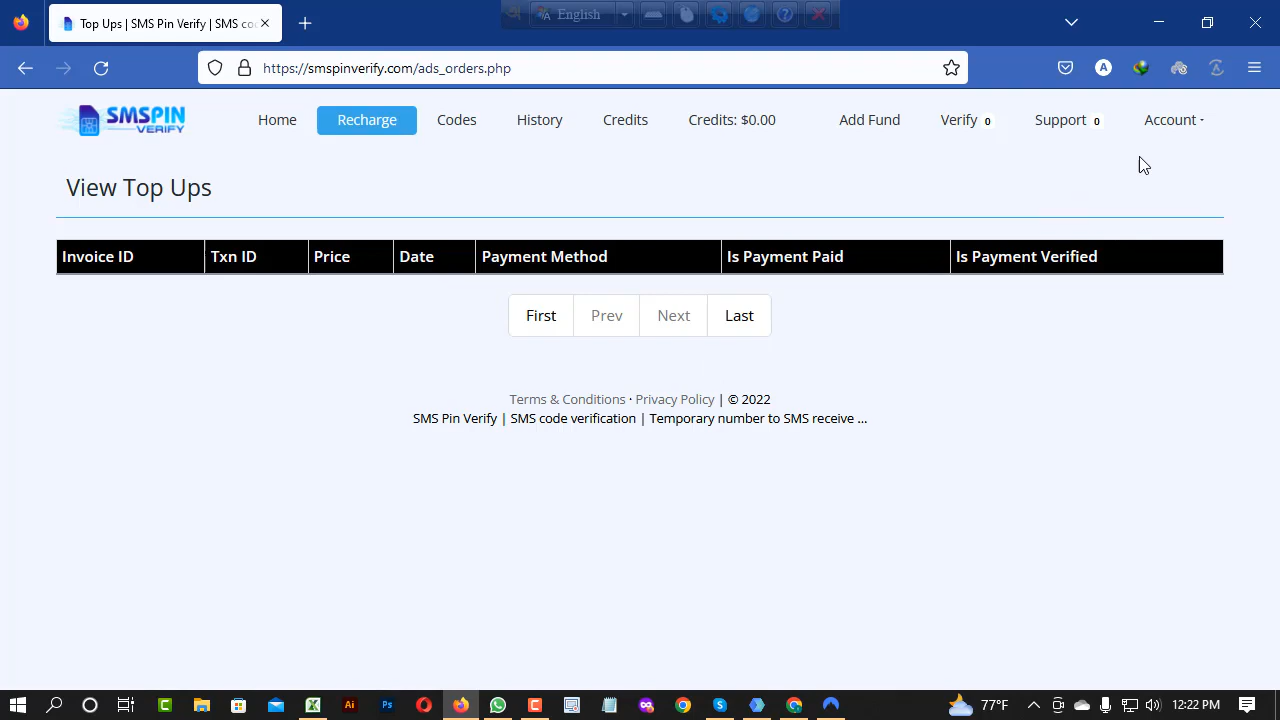 English
Top Ups | SMS Pin Verify | SMS co
https://smspinverify.com/ads_orders.php
SMSPIN
VERIFY
Home
Recharge
Codes
History
Credits
Credits: $0.00
Add Fund
Verify 0
Support 0
Account
View Top Ups
Invoice ID
Txn ID
Price
Date
Payment Method
Is Payment Paid
Is Payment Verified
First
Prev
Next
Last
Terms & Conditions · Privacy Policy | © 2022
SMS Pin Verify | SMS code verification | Temporary number to SMS receive ...
77°F
12:22 PM